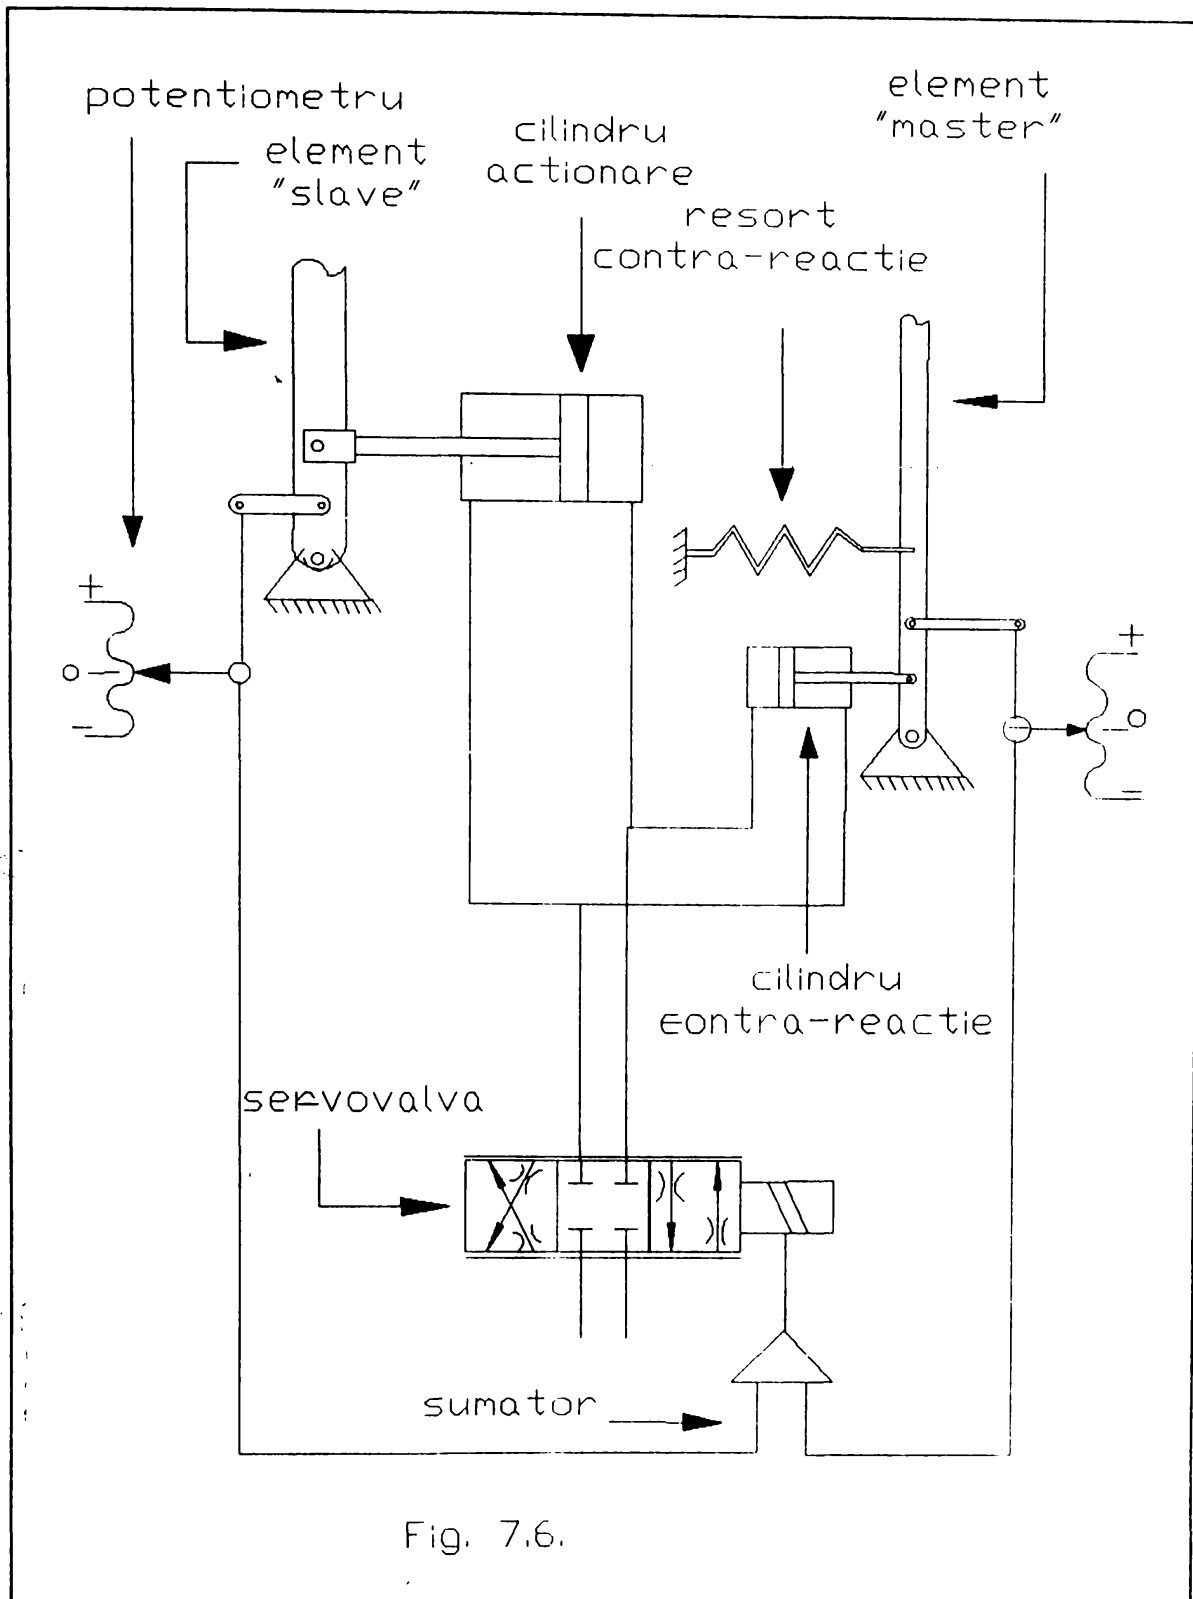 potentiometru
element
"slave"
cilindru
actionare
resort
contra-reactie
element
"master"
+
o
-
+
o
-
cilindru
contra-reactie
servovalva
sumator
Fig. 7.6.